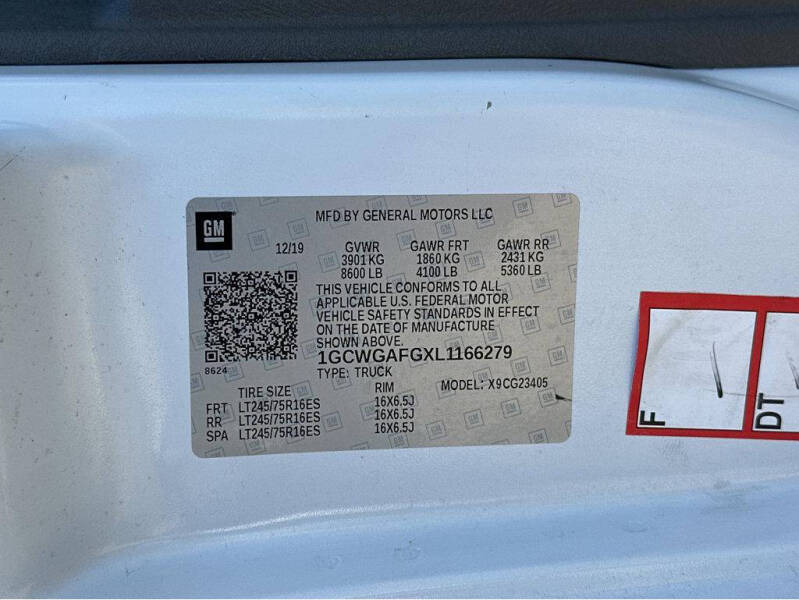 GM
MFD BY GENERAL MOTORS LLC
12/19 GVWR GAWR FRT GAWR RR
3901 KG 1860 KG 2431 KG
8600 LB 4100 LB 5360 LB
THIS VEHICLE CONFORMS TO ALL
APPLICABLE U.S. FEDERAL MOTOR
VEHICLE SAFETY STANDARDS IN EFFECT
ON THE DATE OF MANUFACTURE
SHOWN ABOVE.
8624
1GCWGAFGXL1166279
TYPE: TRUCK
TIRE SIZE RIM MODEL: X9CG23405
FRT LT245/75R16ES 16X6.5J
RR LT245/75R16ES 16X6.5J
SPA LT245/75R16ES 16X6.5J
F
DT